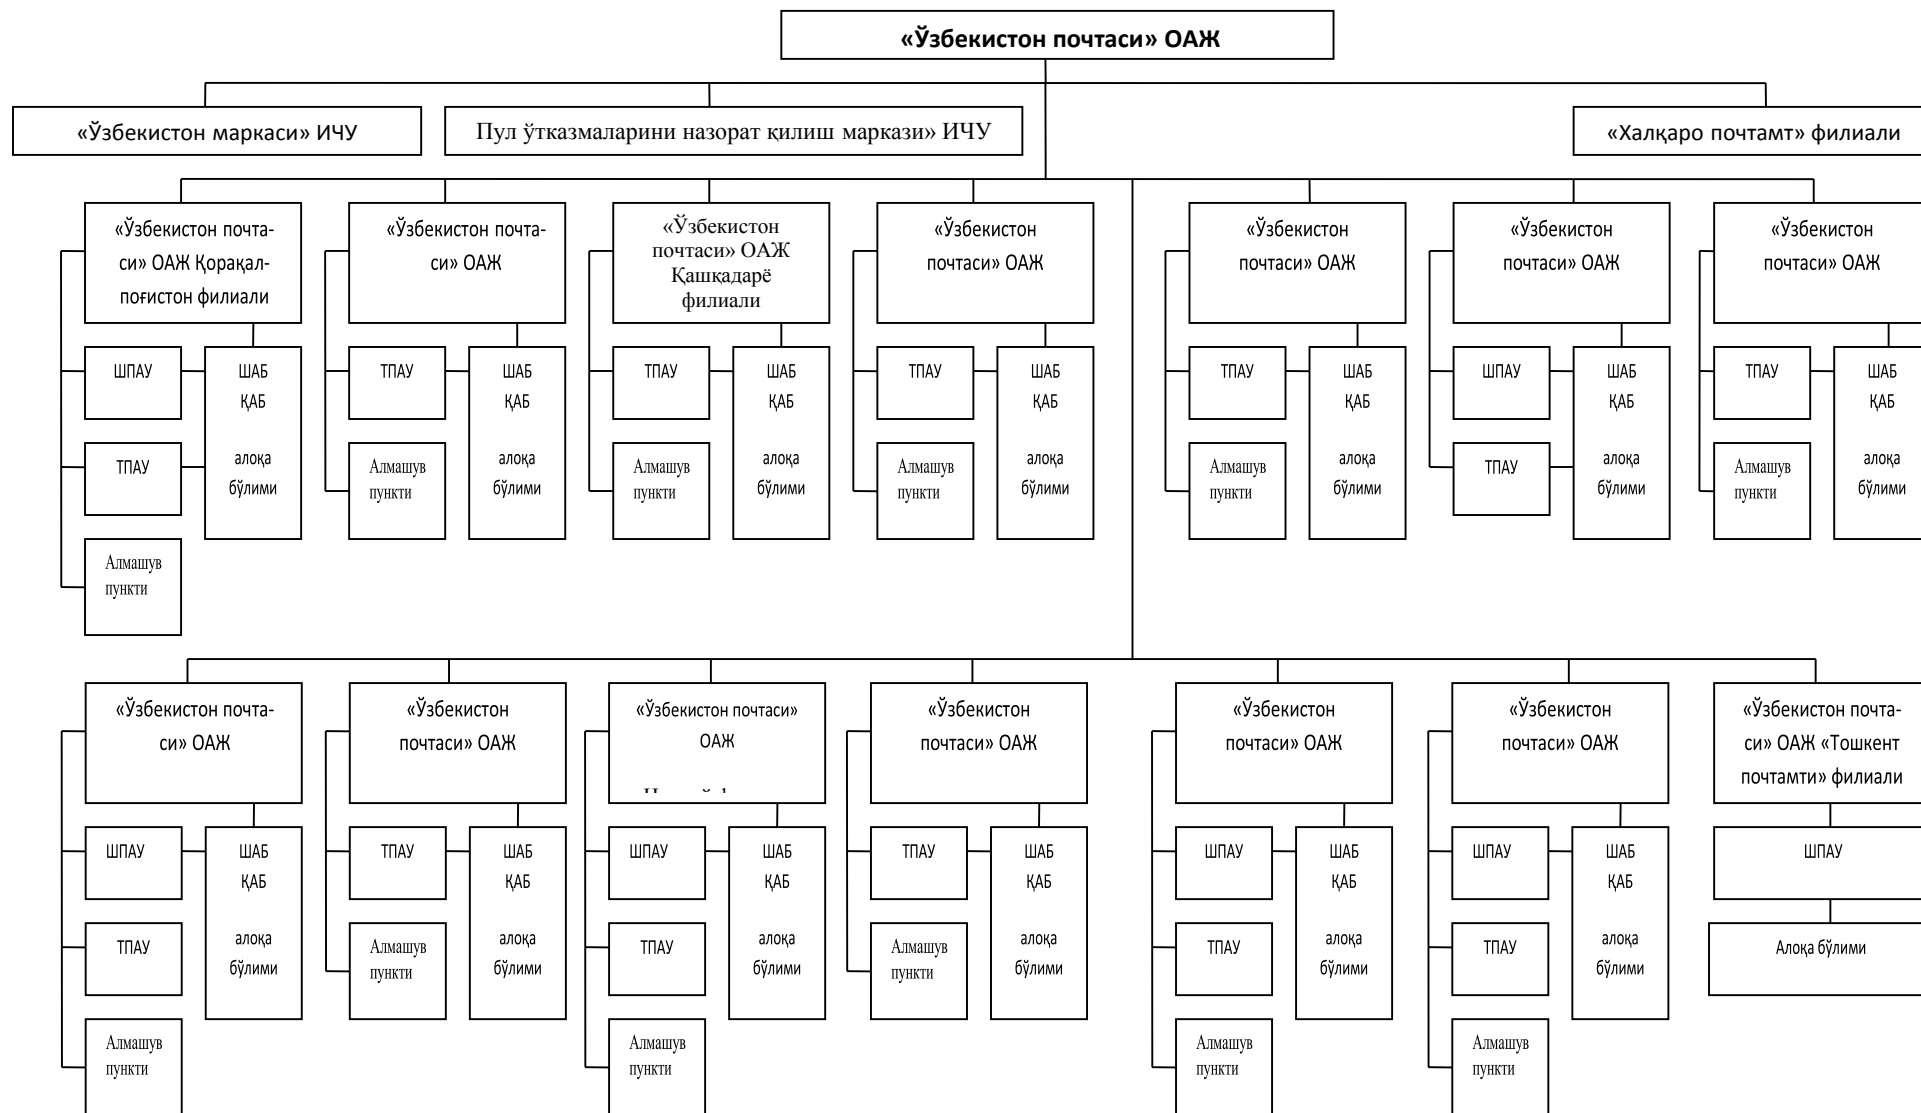 «Ўзбекистон почтаси» ОАЖ
«Ўзбекистон маркаси» ИЧУ
Пул ўтказмаларини назорат қилиш маркази» ИЧУ
«Халқаро почтамт» филиали
«Ўзбекистон почта-
си» ОАЖ Қорақал-
поғистон филиали
«Ўзбекистон почта-
си» ОАЖ
«Ўзбекистон
почтаси» ОАЖ
Қашкадарё
филиали
«Ўзбекистон
почтаси» ОАЖ
«Ўзбекистон
почтаси» ОАЖ
«Ўзбекистон
почтаси» ОАЖ
«Ўзбекистон
почтаси» ОАЖ
ШПАУ
ШАБ
ҚАБ
алоқа
бўлими
ТПАУ
Алмашув
пункти
ТПАУ
ШАБ
ҚАБ
алоқа
бўлими
Алмашув
пункти
ТПАУ
ШАБ
ҚАБ
алоқа
бўлими
Алмашув
пункти
ТПАУ
ШАБ
ҚАБ
алоқа
бўлими
Алмашув
пункти
ТПАУ
ШАБ
ҚАБ
алоқа
бўлими
Алмашув
пункти
ШПАУ
ШАБ
ҚАБ
алоқа
бўлими
ТПАУ
ТПАУ
ШАБ
ҚАБ
алоқа
бўлими
Алмашув
пункти
«Ўзбекистон почта-
си» ОАЖ
«Ўзбекистон
почтаси» ОАЖ
«Ўзбекистон почтаси»
ОАЖ
«Ўзбекистон
почтаси» ОАЖ
«Ўзбекистон
почтаси» ОАЖ
«Ўзбекистон
почтаси» ОАЖ
«Ўзбекистон почта-
си» ОАЖ «Тошкент
почтамти» филиали
ШПАУ
ШАБ
ҚАБ
алоқа
бўлими
ТПАУ
Алмашув
пункти
ТПАУ
ШАБ
ҚАБ
алоқа
бўлими
Алмашув
пункти
ШПАУ
ШАБ
ҚАБ
алоқа
бўлими
ТПАУ
Алмашув
пункти
ТПАУ
ШАБ
ҚАБ
алоқа
бўлими
Алмашув
пункти
ШПАУ
ШАБ
ҚАБ
алоқа
бўлими
ТПАУ
Алмашув
пункти
ШПАУ
ШАБ
ҚАБ
алоқа
бўлими
ТПАУ
Алмашув
пункти
ШПАУ
Алоқа бўлими